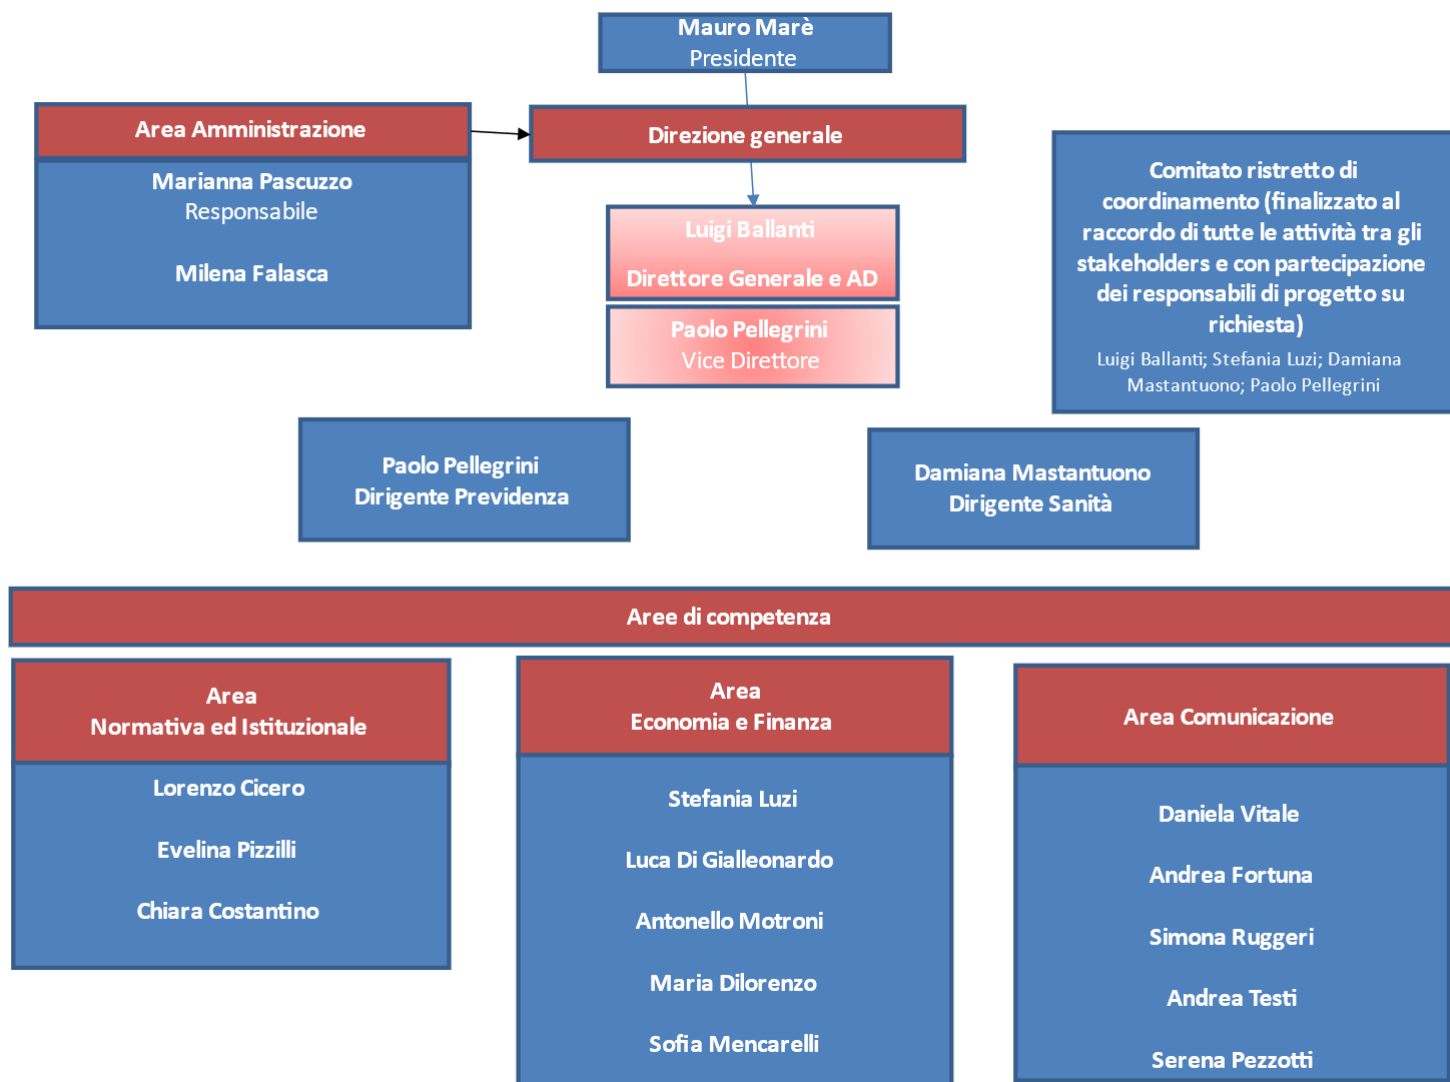 Mauro Marè
Presidente
Area Amministrazione
Marianna Pascuzzo
Responsabile
Milena Falasca
Direzione generale
Luigi Ballanti
Direttore Generale e AD
Paolo Pellegrini
Vice Direttore
Comitato ristretto di
coordinamento (finalizzato al
raccordo di tutte le attività tra gli
stakeholders e con partecipazione
dei responsabili di progetto su
richiesta)
Luigi Ballanti; Stefania Luzi; Damiana
Mastantuono; Paolo Pellegrini
Paolo Pellegrini
Dirigente Previdenza
Damiana Mastantuono
Dirigente Sanità
Aree di competenza
Area
Normativa ed Istituzionale
Lorenzo Cicero
Evelina Pizzilli
Chiara Costantino
Area
Economia e Finanza
Stefania Luzi
Luca Di Gialleonardo
Antonello Motroni
Maria Dilorenzo
Sofia Mencarelli
Area Comunicazione
Daniela Vitale
Andrea Fortuna
Simona Ruggeri
Andrea Testi
Serena Pezzotti